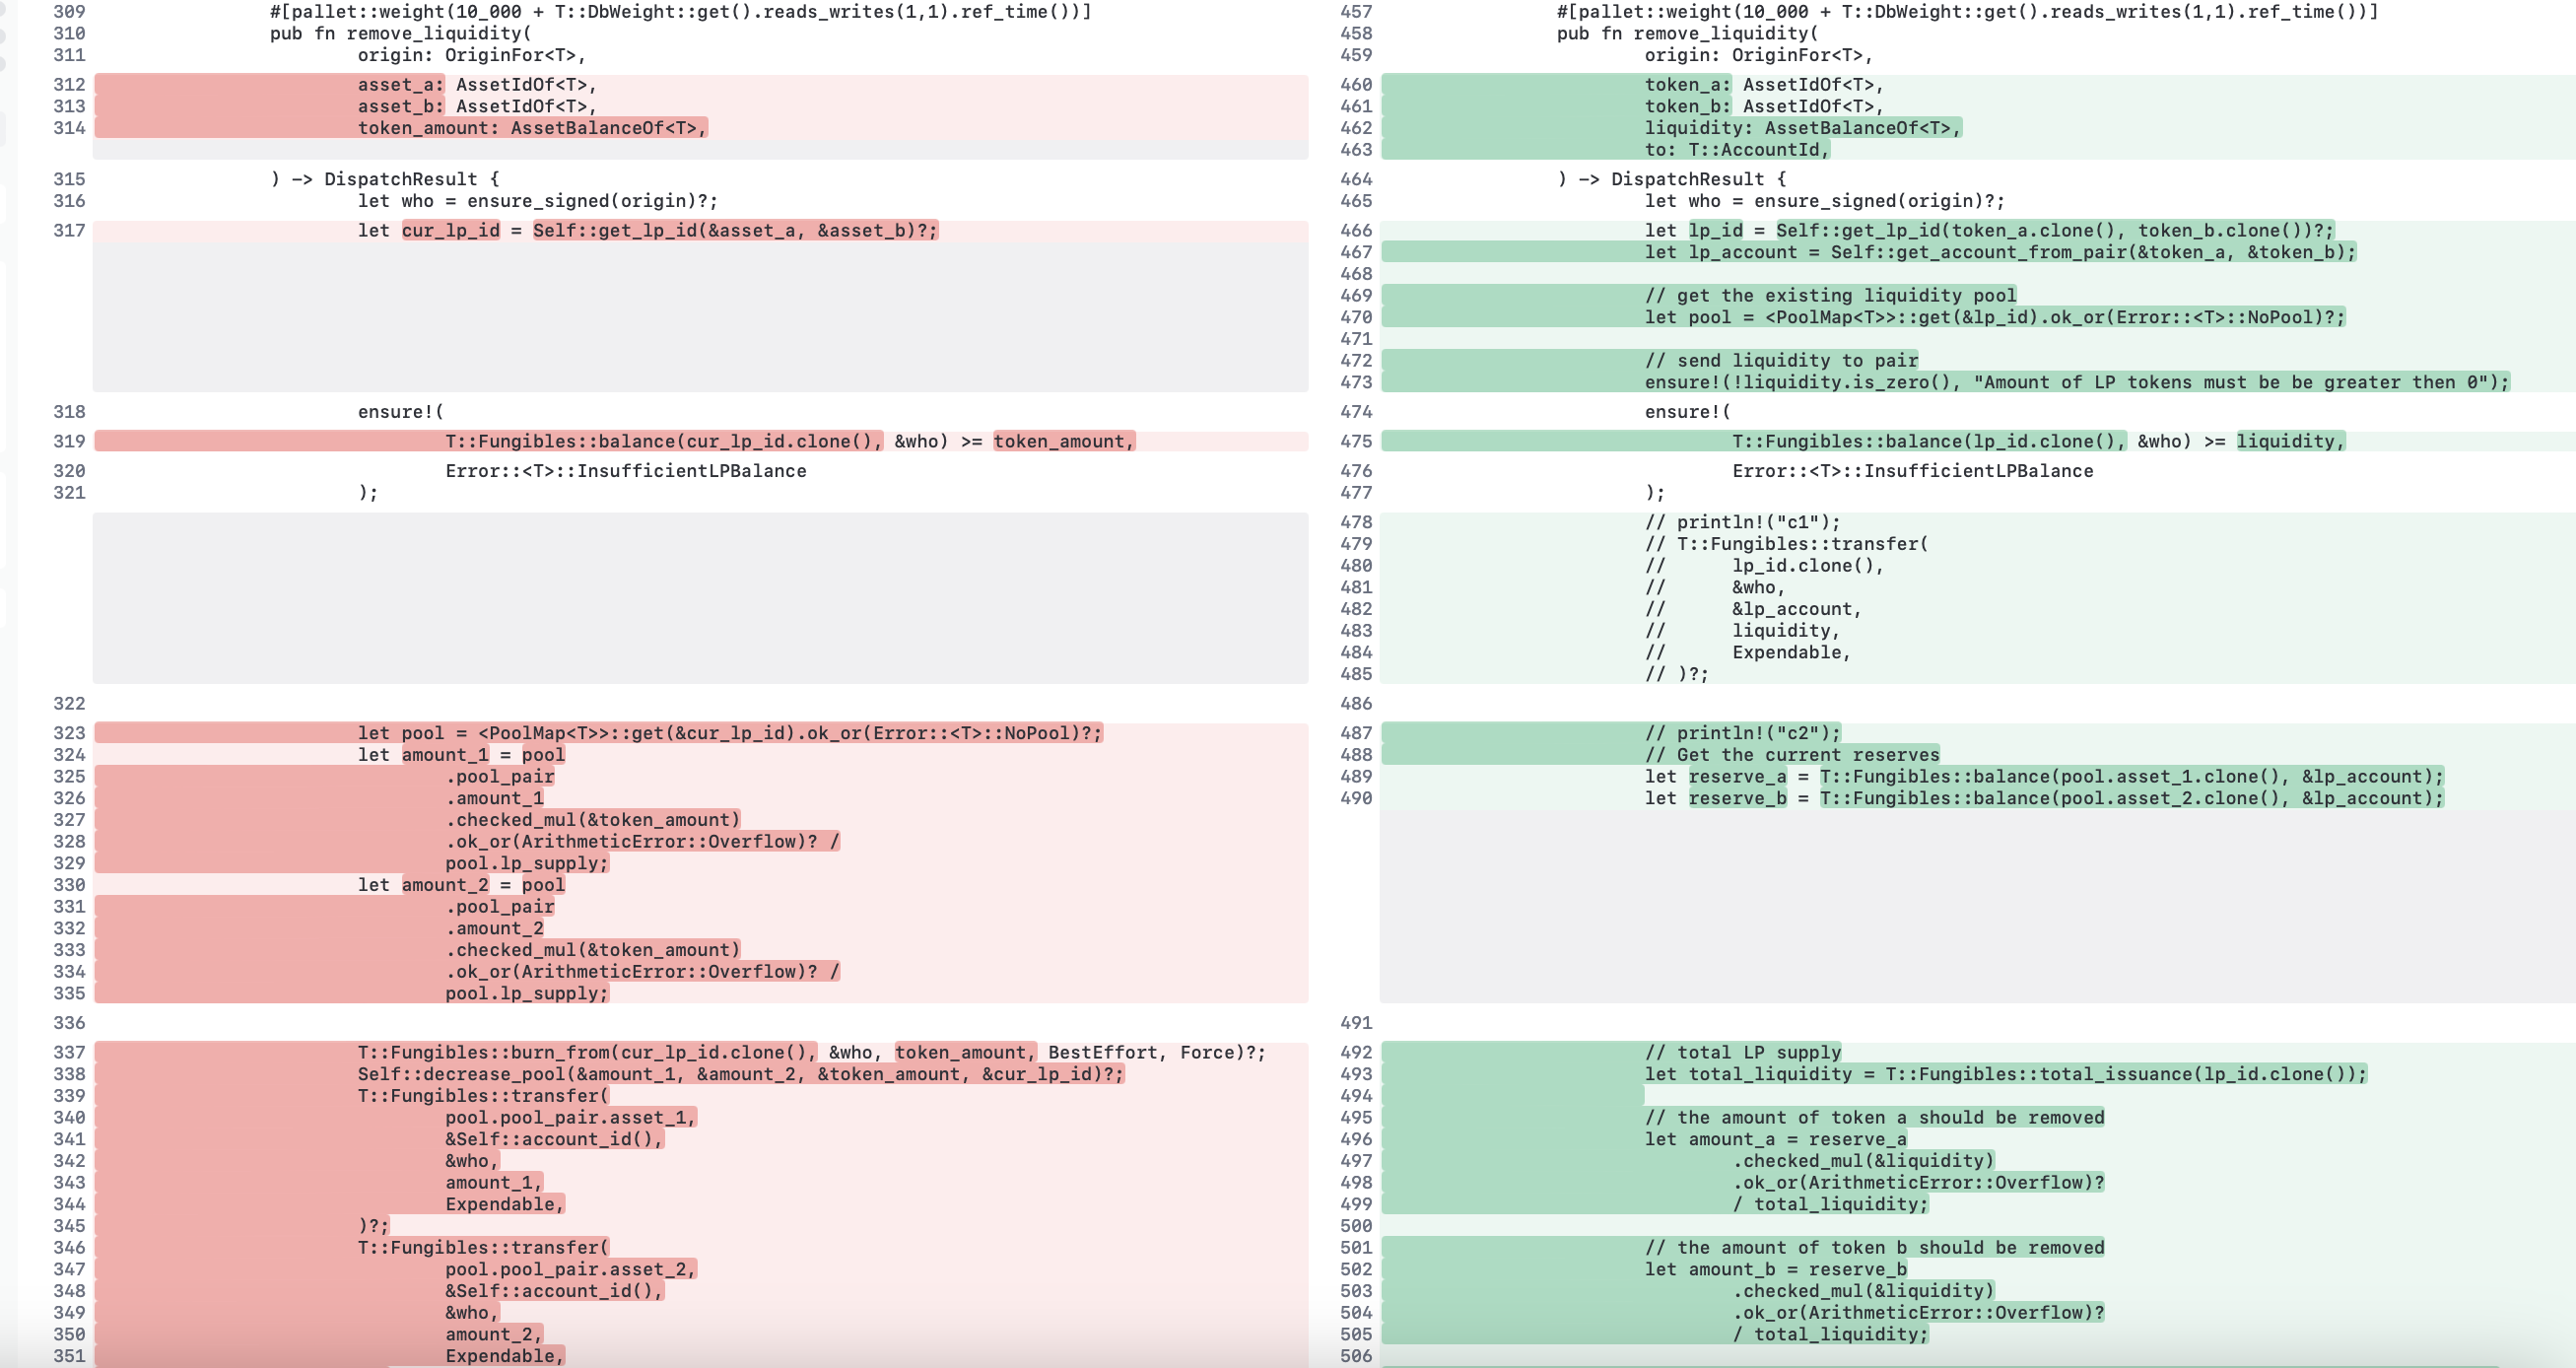 309 #[pallet::weight(10_000 + T::DbWeight::get().reads_writes(1,1).ref_time())]
310 pub fn remove_liquidity(
311 origin: OriginFor<T>,
312 asset_a: AssetIdOf<T>,
313 asset_b: AssetIdOf<T>,
314 token_amount: AssetBalanceOf<T>,
315 ) -> DispatchResult {
316 let who = ensure_signed(origin)?;
317 let cur_lp_id = Self::get_lp_id(&asset_a, &asset_b)?;
318 ensure!(
319 T::Fungibles::balance(cur_lp_id.clone(), &who) >= token_amount,
320 Error::<T>::InsufficientLPBalance
321 );
322
323 let pool = <PoolMap<T>>::get(&cur_lp_id).ok_or(Error::<T>::NoPool)?;
324 let amount_1 = pool
325 .pool_pair
326 .amount_1
327 .checked_mul(&token_amount)
328 .ok_or(ArithmeticError::Overflow)? /
329 pool.lp_supply;
330 let amount_2 = pool
331 .pool_pair
332 .amount_2
333 .checked_mul(&token_amount)
334 .ok_or(ArithmeticError::Overflow)? /
335 pool.lp_supply;
336
337 T::Fungibles::burn_from(cur_lp_id.clone(), &who, token_amount, BestEffort, Force)?;
338 Self::decrease_pool(&amount_1, &amount_2, &token_amount, &cur_lp_id)?;
339 T::Fungibles::transfer(
340 pool.pool_pair.asset_1,
341 &Self::account_id(),
342 &who,
343 amount_1,
344 Expendable,
345 )?;
346 T::Fungibles::transfer(
347 pool.pool_pair.asset_2,
348 &Self::account_id(),
349 &who,
350 amount_2,
351 Expendable,
457 #[pallet::weight(10_000 + T::DbWeight::get().reads_writes(1,1).ref_time())]
458 pub fn remove_liquidity(
459 origin: OriginFor<T>,
460 token_a: AssetIdOf<T>,
461 token_b: AssetIdOf<T>,
462 liquidity: AssetBalanceOf<T>,
463 to: T::AccountId,
464 ) -> DispatchResult {
465 let who = ensure_signed(origin)?;
466 let lp_id = Self::get_lp_id(token_a.clone(), token_b.clone())?;
467 let lp_account = Self::get_account_from_pair(&token_a, &token_b);
468
469 // get the existing liquidity pool
470 let pool = <PoolMap<T>>::get(&lp_id).ok_or(Error::<T>::NoPool)?;
471
472 // send liquidity to pair
473 ensure!(!liquidity.is_zero(), "Amount of LP tokens must be be greater then 0");
474 ensure!(
475 T::Fungibles::balance(lp_id.clone(), &who) >= liquidity,
476 Error::<T>::InsufficientLPBalance
477 );
478 // println!("c1");
479 // T::Fungibles::transfer(
480 // lp_id.clone(),
481 // &who,
482 // &lp_account,
483 // liquidity,
484 // Expendable,
485 // )?;
486
487 // println!("c2");
488 // Get the current reserves
489 let reserve_a = T::Fungibles::balance(pool.asset_1.clone(), &lp_account);
490 let reserve_b = T::Fungibles::balance(pool.asset_2.clone(), &lp_account);
491
492 // total LP supply
493 let total_liquidity = T::Fungibles::total_issuance(lp_id.clone());
494
495 // the amount of token a should be removed
496 let amount_a = reserve_a
497 .checked_mul(&liquidity)
498 .ok_or(ArithmeticError::Overflow)?
499 / total_liquidity;
500
501 // the amount of token b should be removed
502 let amount_b = reserve_b
503 .checked_mul(&liquidity)
504 .ok_or(ArithmeticError::Overflow)?
505 / total_liquidity;
506